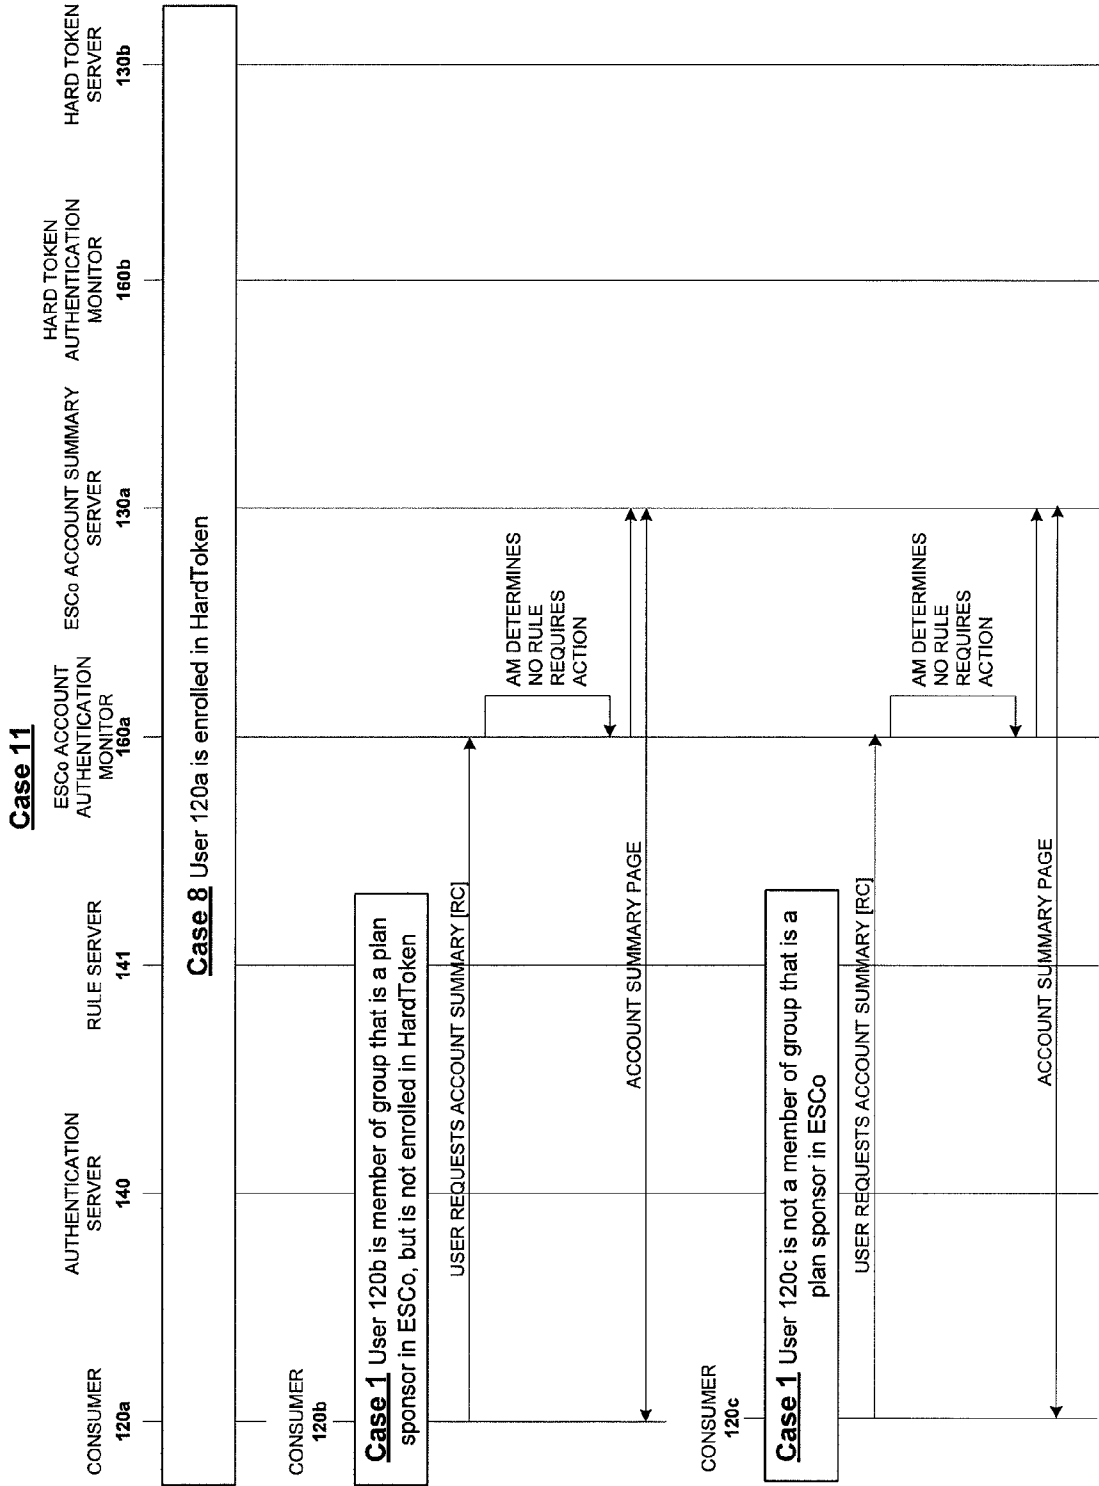 Case 11
CONSUMER
120a
AUTHENTICATION
SERVER
140
RULE SERVER
141
ESCo ACCOUNT
AUTHENTICATION
MONITOR
160a
ESCo ACCOUNT SUMMARY
SERVER
130a
HARD TOKEN
AUTHENTICATION
MONITOR
160b
HARD TOKEN
SERVER
130b
Case 8 User 120a is enrolled in HardToken
CONSUMER
120b
Case 1 User 120b is member of group that is a plan
sponsor in ESCo, but is not enrolled in HardToken
USER REQUESTS ACCOUNT SUMMARY [RC]
AM DETERMINES
NO RULE
REQUIRES
ACTION
ACCOUNT SUMMARY PAGE
CONSUMER
120c
Case 1 User 120c is not a member of group that is a
plan sponsor in ESCo
USER REQUESTS ACCOUNT SUMMARY [RC]
AM DETERMINES
NO RULE
REQUIRES
ACTION
ACCOUNT SUMMARY PAGE